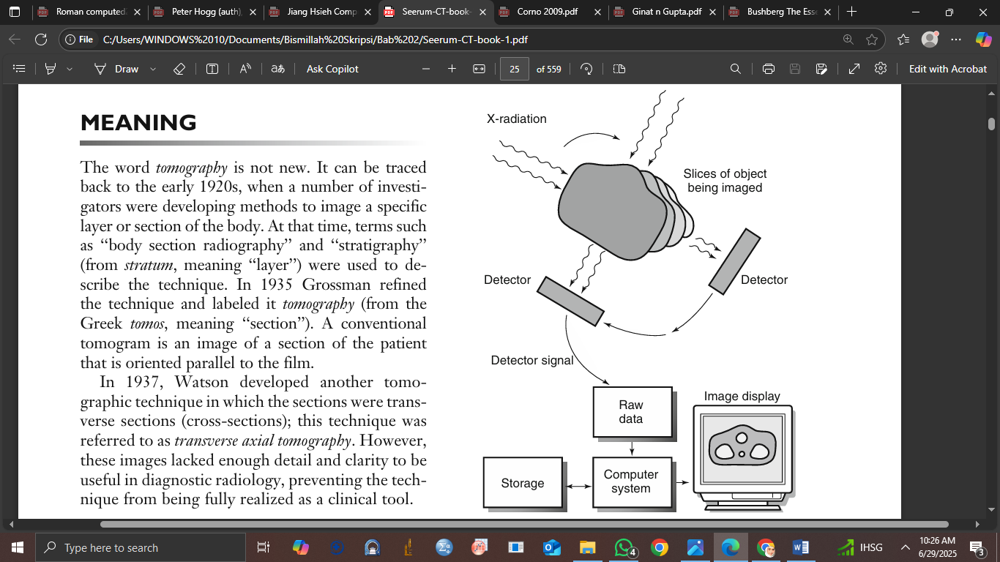 Roman computed
Peter Hogg (auth),
Jiang Hsieh Comp
Seerum-CT-book-
Corno 2009.pdf
Ginat n Gupta.pdf
Bushberg The Esse
File
C:/Users/WINDOWS%2010/Documents/Bismillah%20Skripsi/Bab%202/Seerum-CT-book-1.pdf
Draw
Ask Copilot
25 of 559
Edit with Acrobat
MEANING
The word tomography is not new. It can be traced
back to the early 1920s, when a number of investi-
gators were developing methods to image a specific
layer or section of the body. At that time, terms such
as “body section radiography” and “stratigraphy”
(from stratum, meaning “layer”) were used to de-
scribe the technique. In 1935 Grossman refined
the technique and labeled it tomography (from the
Greek tomos, meaning “section”). A conventional
tomogram is an image of a section of the patient
that is oriented parallel to the film.
In 1937, Watson developed another tomo-
graphic technique in which the sections were trans-
verse sections (cross-sections); this technique was
referred to as transverse axial tomography. However,
these images lacked enough detail and clarity to be
useful in diagnostic radiology, preventing the tech-
nique from being fully realized as a clinical tool.
X-radiation
Slices of object
being imaged
Detector
Detector
Detector signal
Raw
data
Image display
Storage
Computer
system
Type here to search
4
IHSG
10:26 AM
6/29/2025
3